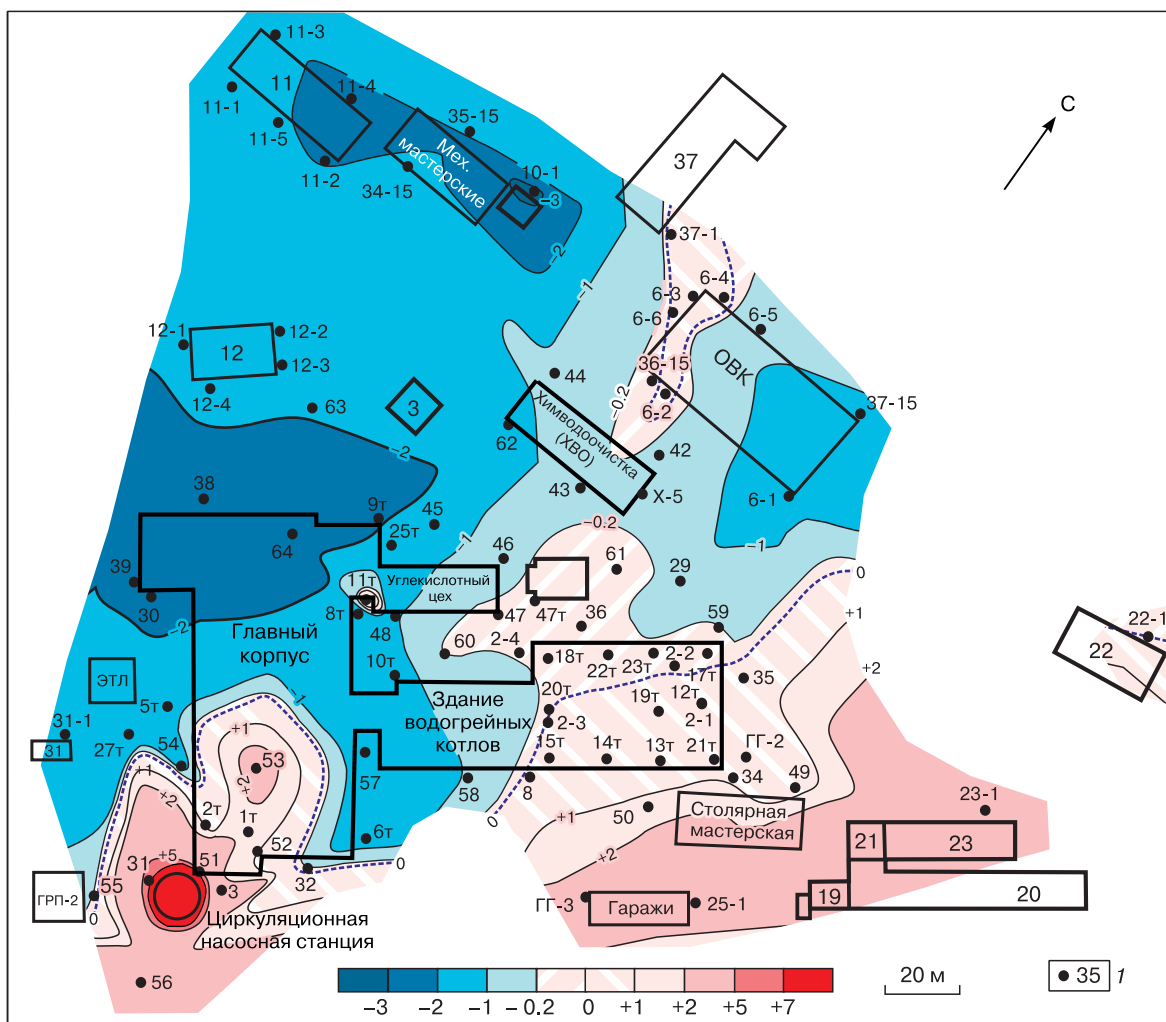 11-3
11
11-4
11-1
11-5
11-2
35-15
Мех.
мастерские
34-15
10-1
-3
-2
С
37
37-1
-1
6-3
6-4
6-6
6-5
ОВК
36-15
-0.2
6-2
37-15
6-1
-1
12-1
12-2
12
12-3
12-4
63
3
44
62
Химводоочистка
(ХВО)
42
43
Х-5
-2
38
9т
45
25т
64
-1
-0.2
46
61
29
0
+1
+2
39
30
-2
11т
Углекислотный
цех
8т
48
47
47т
36
59
22-1
22
Главный
корпус
60
2-4
18т
22т
23т
2-2
17т
35
10т
Здание
водогрейных
котлов
20т
2-3
19т
12т
2-1
ЭТЛ
5т
31-1
31
27т
54
-1
+1
+2
53
57
58
8
15т
14т
13т
21т
ГГ-2
34
49
0
50
+1
+2
Столярная
мастерская
23-1
21
23
19
20
+1
+2
2т
1т
52
6т
32
0
31
+5
51
3
ГРП-2
55
0
Циркуляционная
насосная станция
56
ГГ-3
Гаражи
25-1
-3 -2 -1 -0.2 0 +1 +2 +5 +7
20 м
35 1